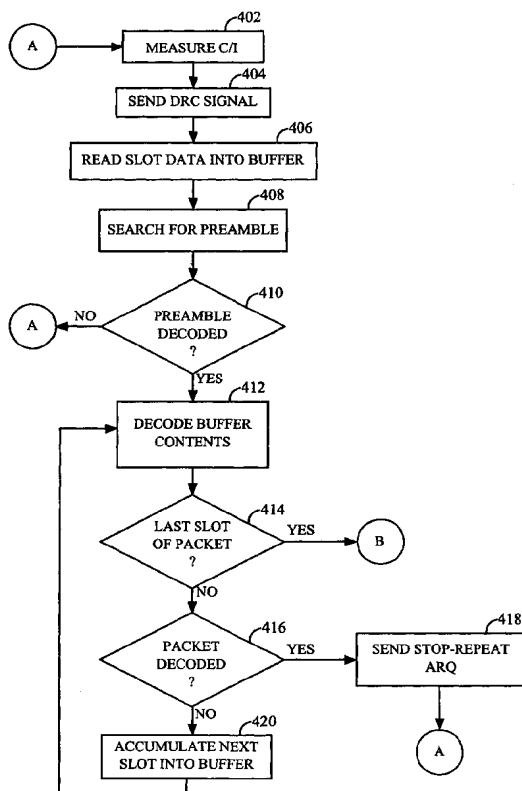 402
A
MEASURE C/I
404
SEND DRC SIGNAL
406
READ SLOT DATA INTO BUFFER
408
SEARCH FOR PREAMBLE
410
A
NO
PREAMBLE
DECODED
?
YES
412
DECODE BUFFER
CONTENTS
414
LAST SLOT
OF PACKET
?
YES
B
NO
416
PACKET
DECODED
?
YES
418
SEND STOP-REPEAT
ARQ
NO
A
420
ACCUMULATE NEXT
SLOT INTO BUFFER